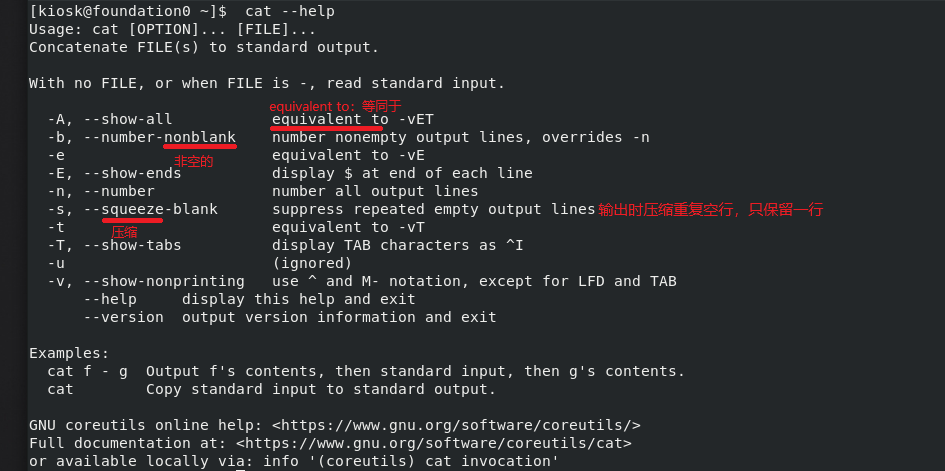 [kiosk@foundation0 ~]$  cat --help
Usage: cat [OPTION]... [FILE]...
Concatenate FILE(s) to standard output.
With no FILE, or when FILE is -, read standard input.
equivalent to: 等同于
-A, --show-all           equivalent to -vET
-b, --number-nonblank    number nonempty output lines, overrides -n
-e                       equivalent to -vE
非空的
-E, --show-ends          display $ at end of each line
-n, --number             number all output lines
-s, --squeeze-blank      suppress repeated empty output lines 输出时压缩重复空行，只保留一行
-t                       equivalent to -vT
压缩
-T, --show-tabs          display TAB characters as ^I
-u                       (ignored)
-v, --show-nonprinting   use ^ and M- notation, except for LFD and TAB
--help     display this help and exit
--version  output version information and exit
Examples:
cat f - g  Output f's contents, then standard input, then g's contents.
cat        Copy standard input to standard output.
GNU coreutils online help: <https://www.gnu.org/software/coreutils/>
Full documentation at: <https://www.gnu.org/software/coreutils/cat>
or available locally via: info '(coreutils) cat invocation'